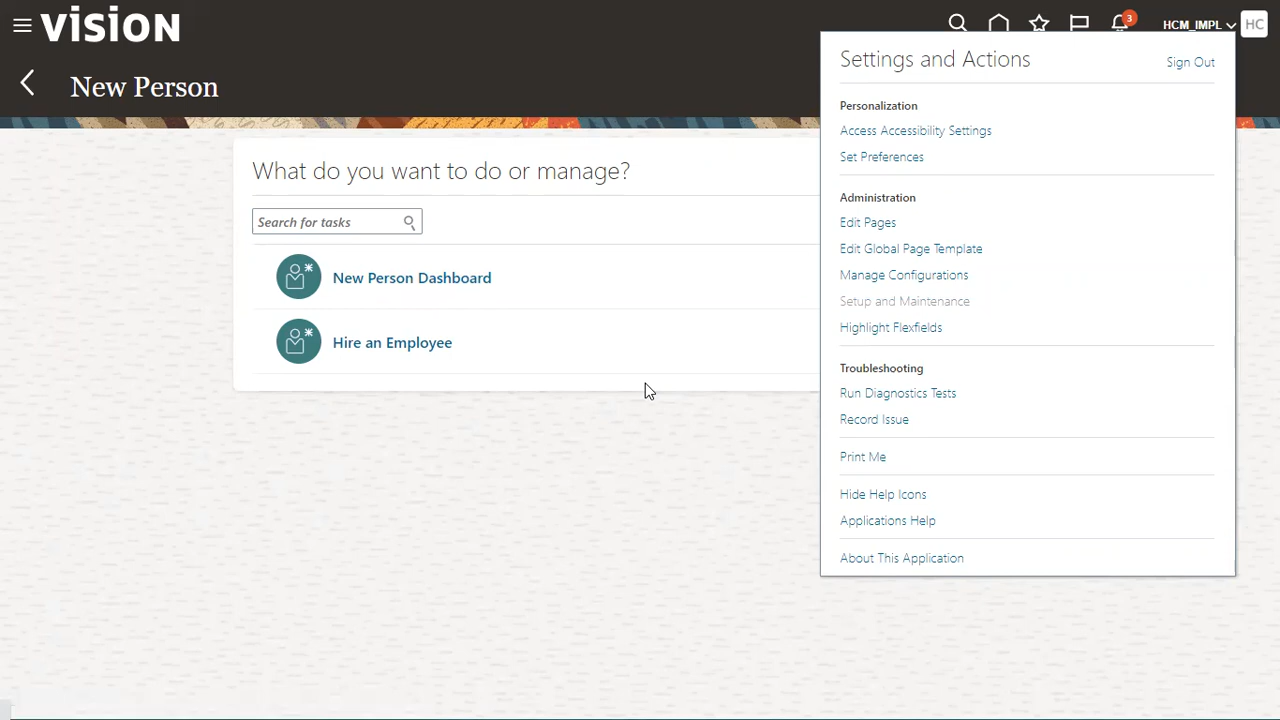 vision
3
HCM_IMPL
HC
New Person
Settings and Actions
Sign Out
Personalization
Access Accessibility Settings
Set Preferences
Administration
Edit Pages
Edit Global Page Template
Manage Configurations
Setup and Maintenance
Highlight Flexfields
Troubleshooting
Run Diagnostics Tests
Record Issue
Print Me
Hide Help Icons
Applications Help
About This Application
What do you want to do or manage?
Search for tasks
New Person Dashboard
Hire an Employee